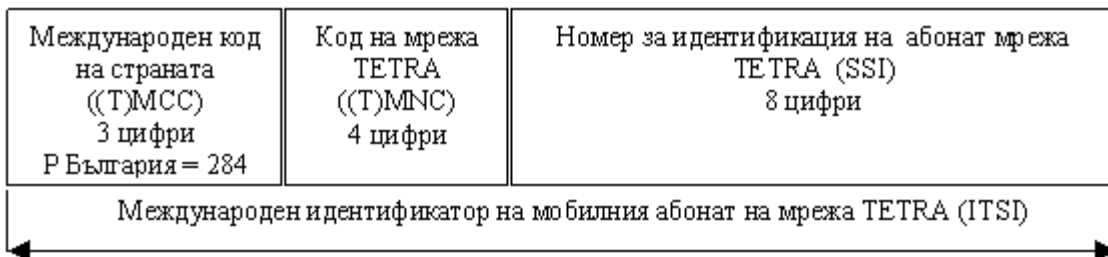 Международен код
на страната
((T)MCC)
3 цифри
Р България = 284
Код на мрежа
TETRA
((T)MNC)
4 цифри
Номер за идентификация на абонат мрежа
TETRA (SSI)
8 цифри
Международен идентификатор на мобилния абонат на мрежа TETRA (ITSI)